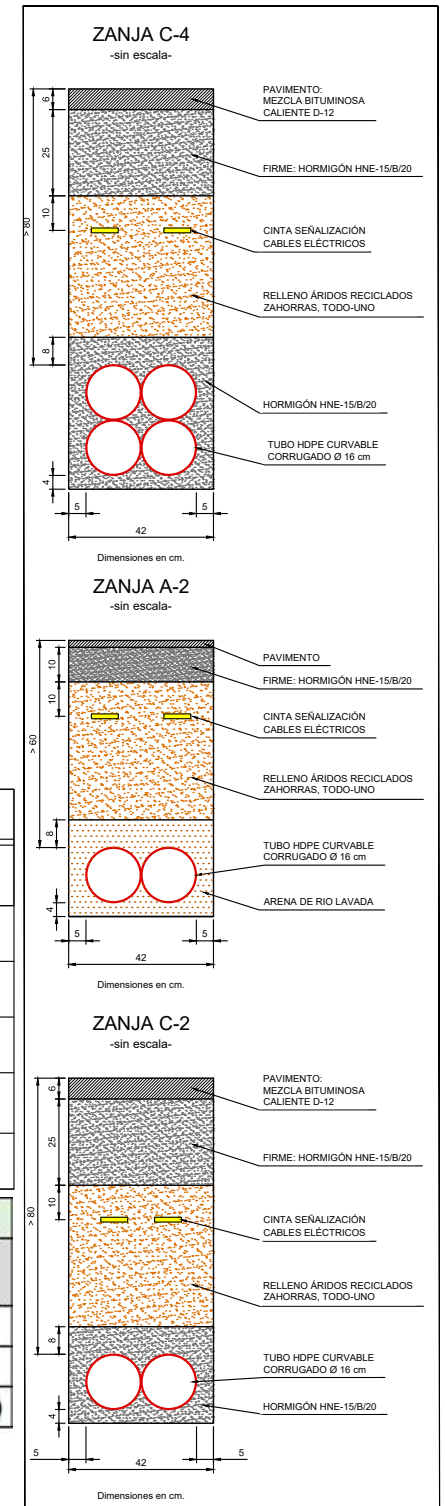 ZANJA C-4
-sin escala-
6
25
10
> 80
8
4
5
5
42
PAVIMENTO:
MEZCLA BITUMINOSA
CALIENTE D-12
FIRME: HORMIGÓN HNE-15/B/20
CINTA SEÑALIZACIÓN
CABLES ELÉCTRICOS
RELLENO ÁRIDOS RECICLADOS
ZAHORRAS, TODO-UNO
HORMIGÓN HNE-15/B/20
TUBO HDPE CURVABLE
CORRUGADO Ø 16 cm
Dimensiones en cm.
ZANJA A-2
-sin escala-
10
10
> 60
8
4
5
5
42
PAVIMENTO
FIRME: HORMIGÓN HNE-15/B/20
CINTA SEÑALIZACIÓN
CABLES ELÉCTRICOS
RELLENO ÁRIDOS RECICLADOS
ZAHORRAS, TODO-UNO
TUBO HDPE CURVABLE
CORRUGADO Ø 16 cm
ARENA DE RIO LAVADA
Dimensiones en cm.
ZANJA C-2
-sin escala-
6
25
10
> 80
8
4
5
5
42
PAVIMENTO:
MEZCLA BITUMINOSA
CALIENTE D-12
FIRME: HORMIGÓN HNE-15/B/20
CINTA SEÑALIZACIÓN
CABLES ELÉCTRICOS
RELLENO ÁRIDOS RECICLADOS
ZAHORRAS, TODO-UNO
TUBO HDPE CURVABLE
CORRUGADO Ø 16 cm
HORMIGÓN HNE-15/B/20
Dimensiones en cm.